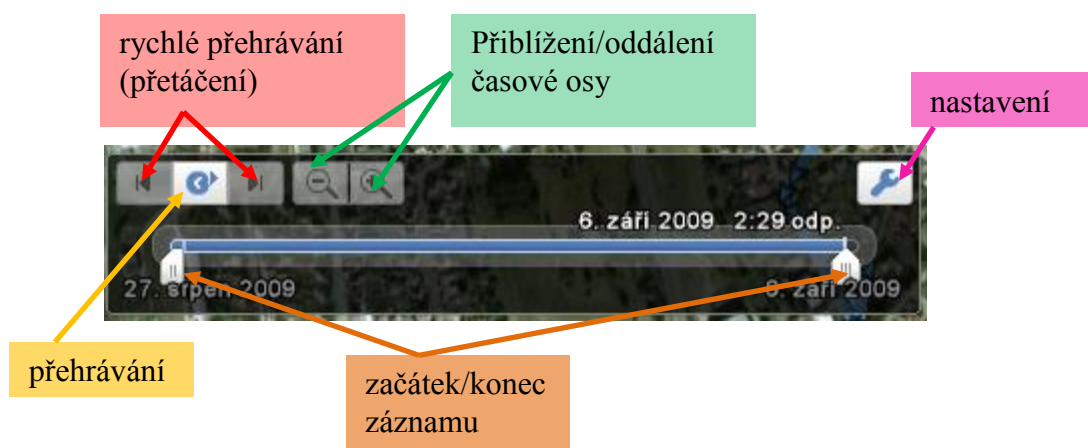 rychlé přehrávání
(přetáčení)
Přiblížení/oddálení
časové osy
nastavení
6. září 2009 2:29 odp.
27. srpen 2009
6. září 2009
přehrávání
začátek/konec
záznamu